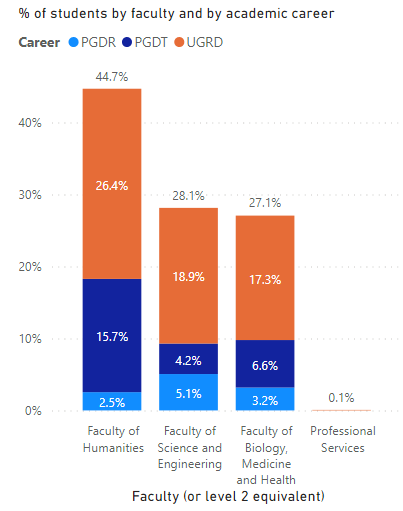 % of students by faculty and by academic career
Career PGDR PGDT UGRD
44.7%
40%
28.1%
27.1%
30%
26.4%
20%
18.9%
17.3%
15.7%
10%
4.2%
6.6%
5.1%
3.2%
2.5%
0.1%
0%
Faculty of Humanities
Faculty of Science and Engineering
Faculty of Biology, Medicine and Health
Professional Services
Faculty (or level 2 equivalent)